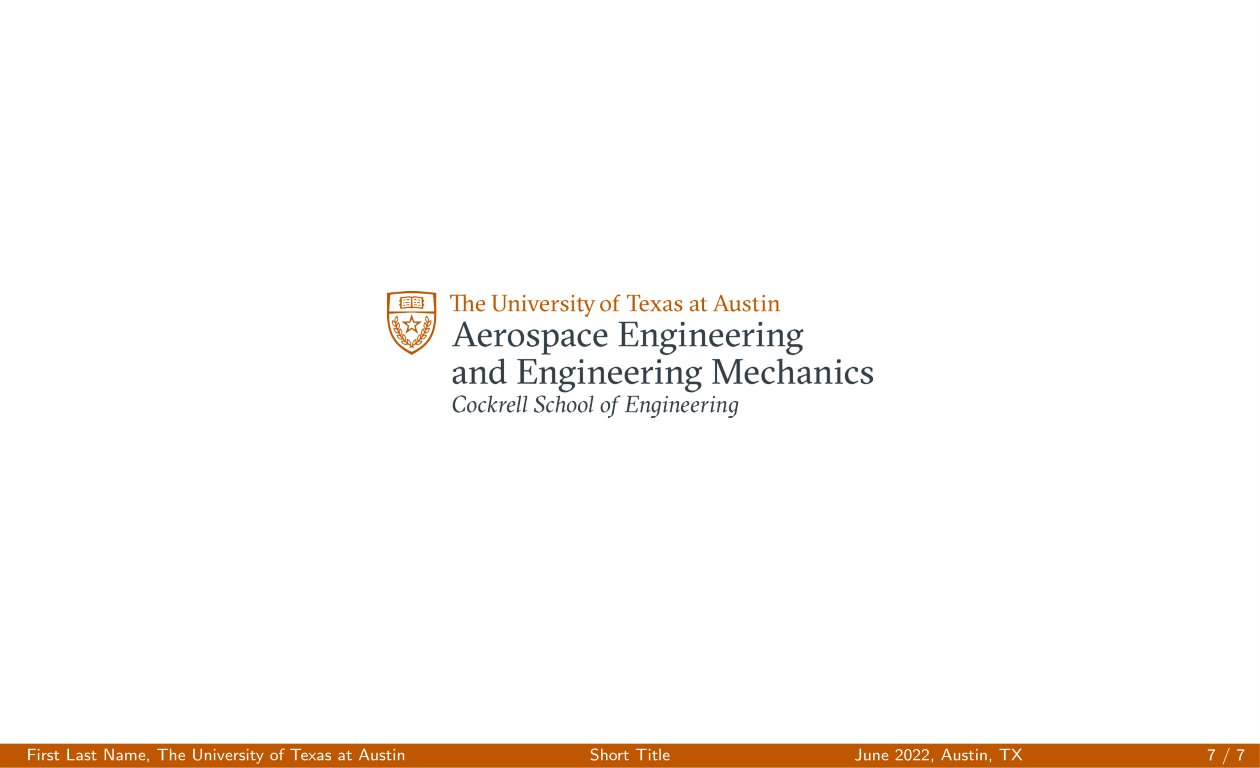 The University of Texas at Austin
Aerospace Engineering
and Engineering Mechanics
Cockrell School of Engineering
First Last Name, The University of Texas at Austin Short Title June 2022, Austin, TX 7 / 7